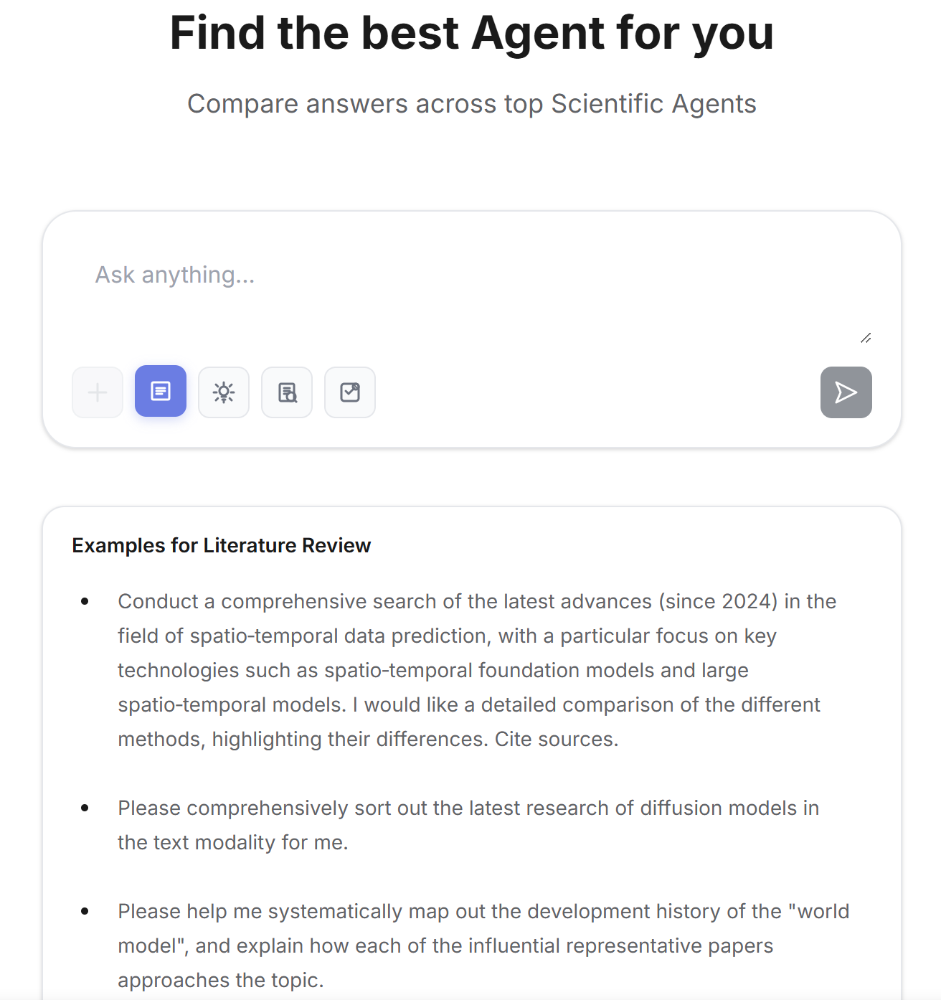 Find the best Agent for you
Compare answers across top Scientific Agents
Ask anything...
Examples for Literature Review
Conduct a comprehensive search of the latest advances (since 2024) in the
field of spatio-temporal data prediction, with a particular focus on key
technologies such as spatio-temporal foundation models and large
spatio-temporal models. I would like a detailed comparison of the different
methods, highlighting their differences. Cite sources.
Please comprehensively sort out the latest research of diffusion models in
the text modality for me.
Please help me systematically map out the development history of the "world
model", and explain how each of the influential representative papers
approaches the topic.